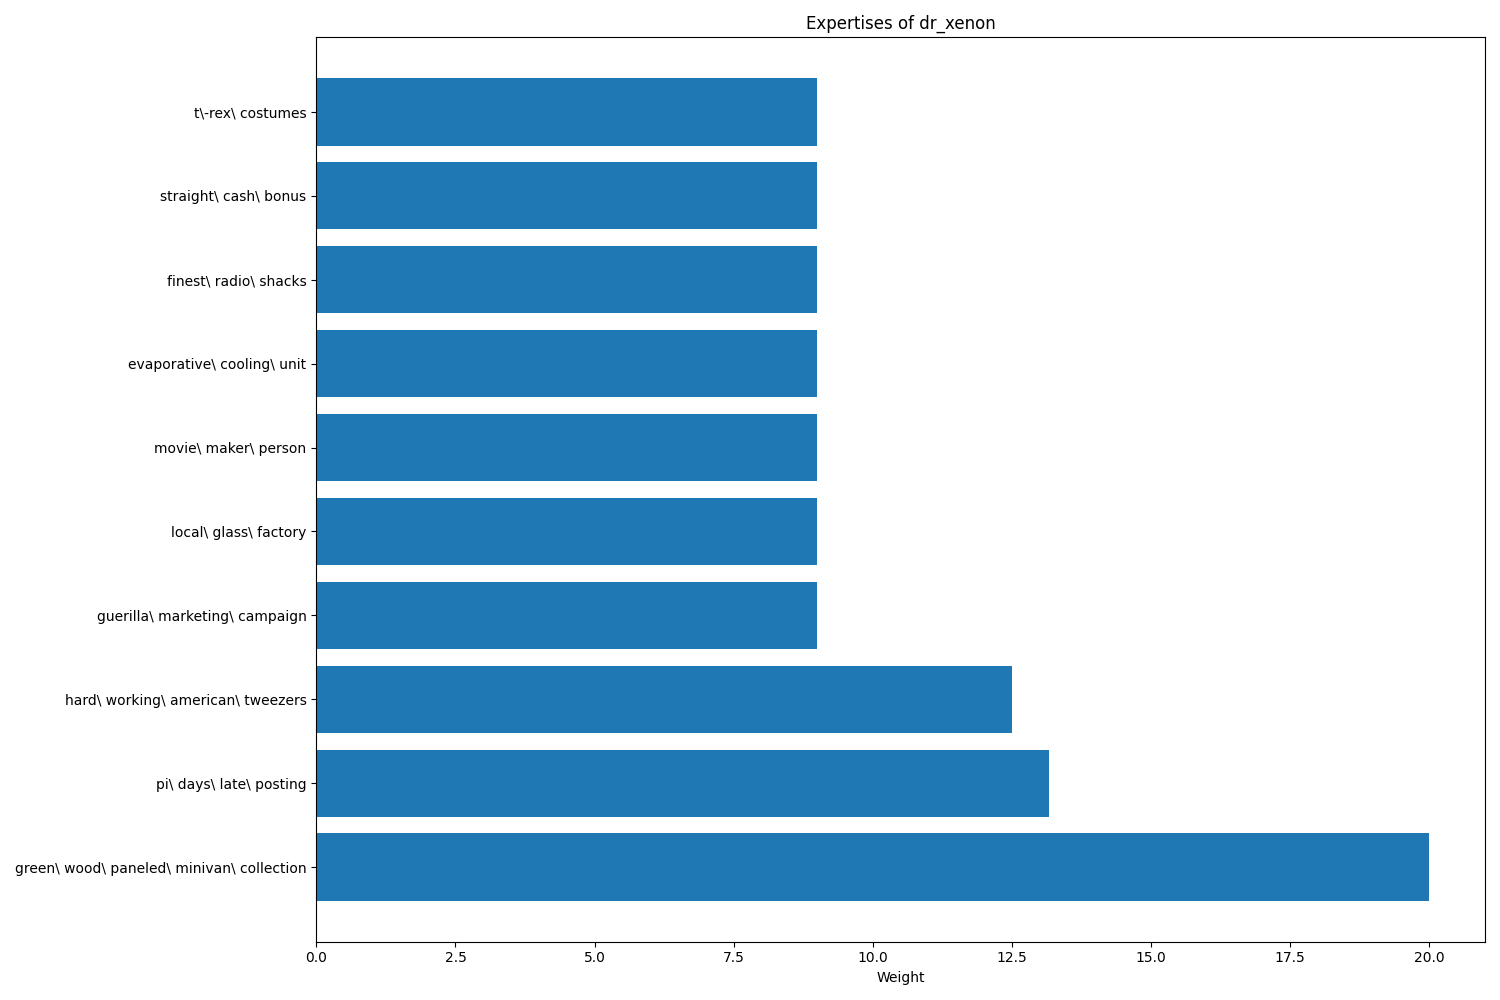 Expertises of dr_xenon
t\-rex\ costumes
straight\ cash\ bonus
finest\ radio\ shacks
evaporative\ cooling\ unit
movie\ maker\ person
local\ glass\ factory
guerilla\ marketing\ campaign
hard\ working\ american\ tweezers
pi\ days\ late\ posting
green\ wood\ paneled\ minivan\ collection
0.0 2.5 5.0 7.5 10.0 12.5 15.0 17.5 20.0
Weight